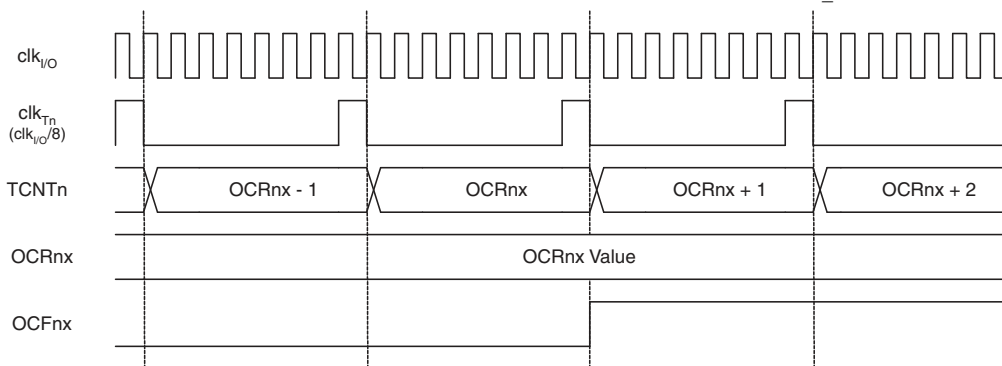 clkI/O
clkTn
(clkI/O/8)
TCNTn
OCRnx - 1
OCRnx
OCRnx + 1
OCRnx + 2
OCRnx
OCRnx Value
OCFnx